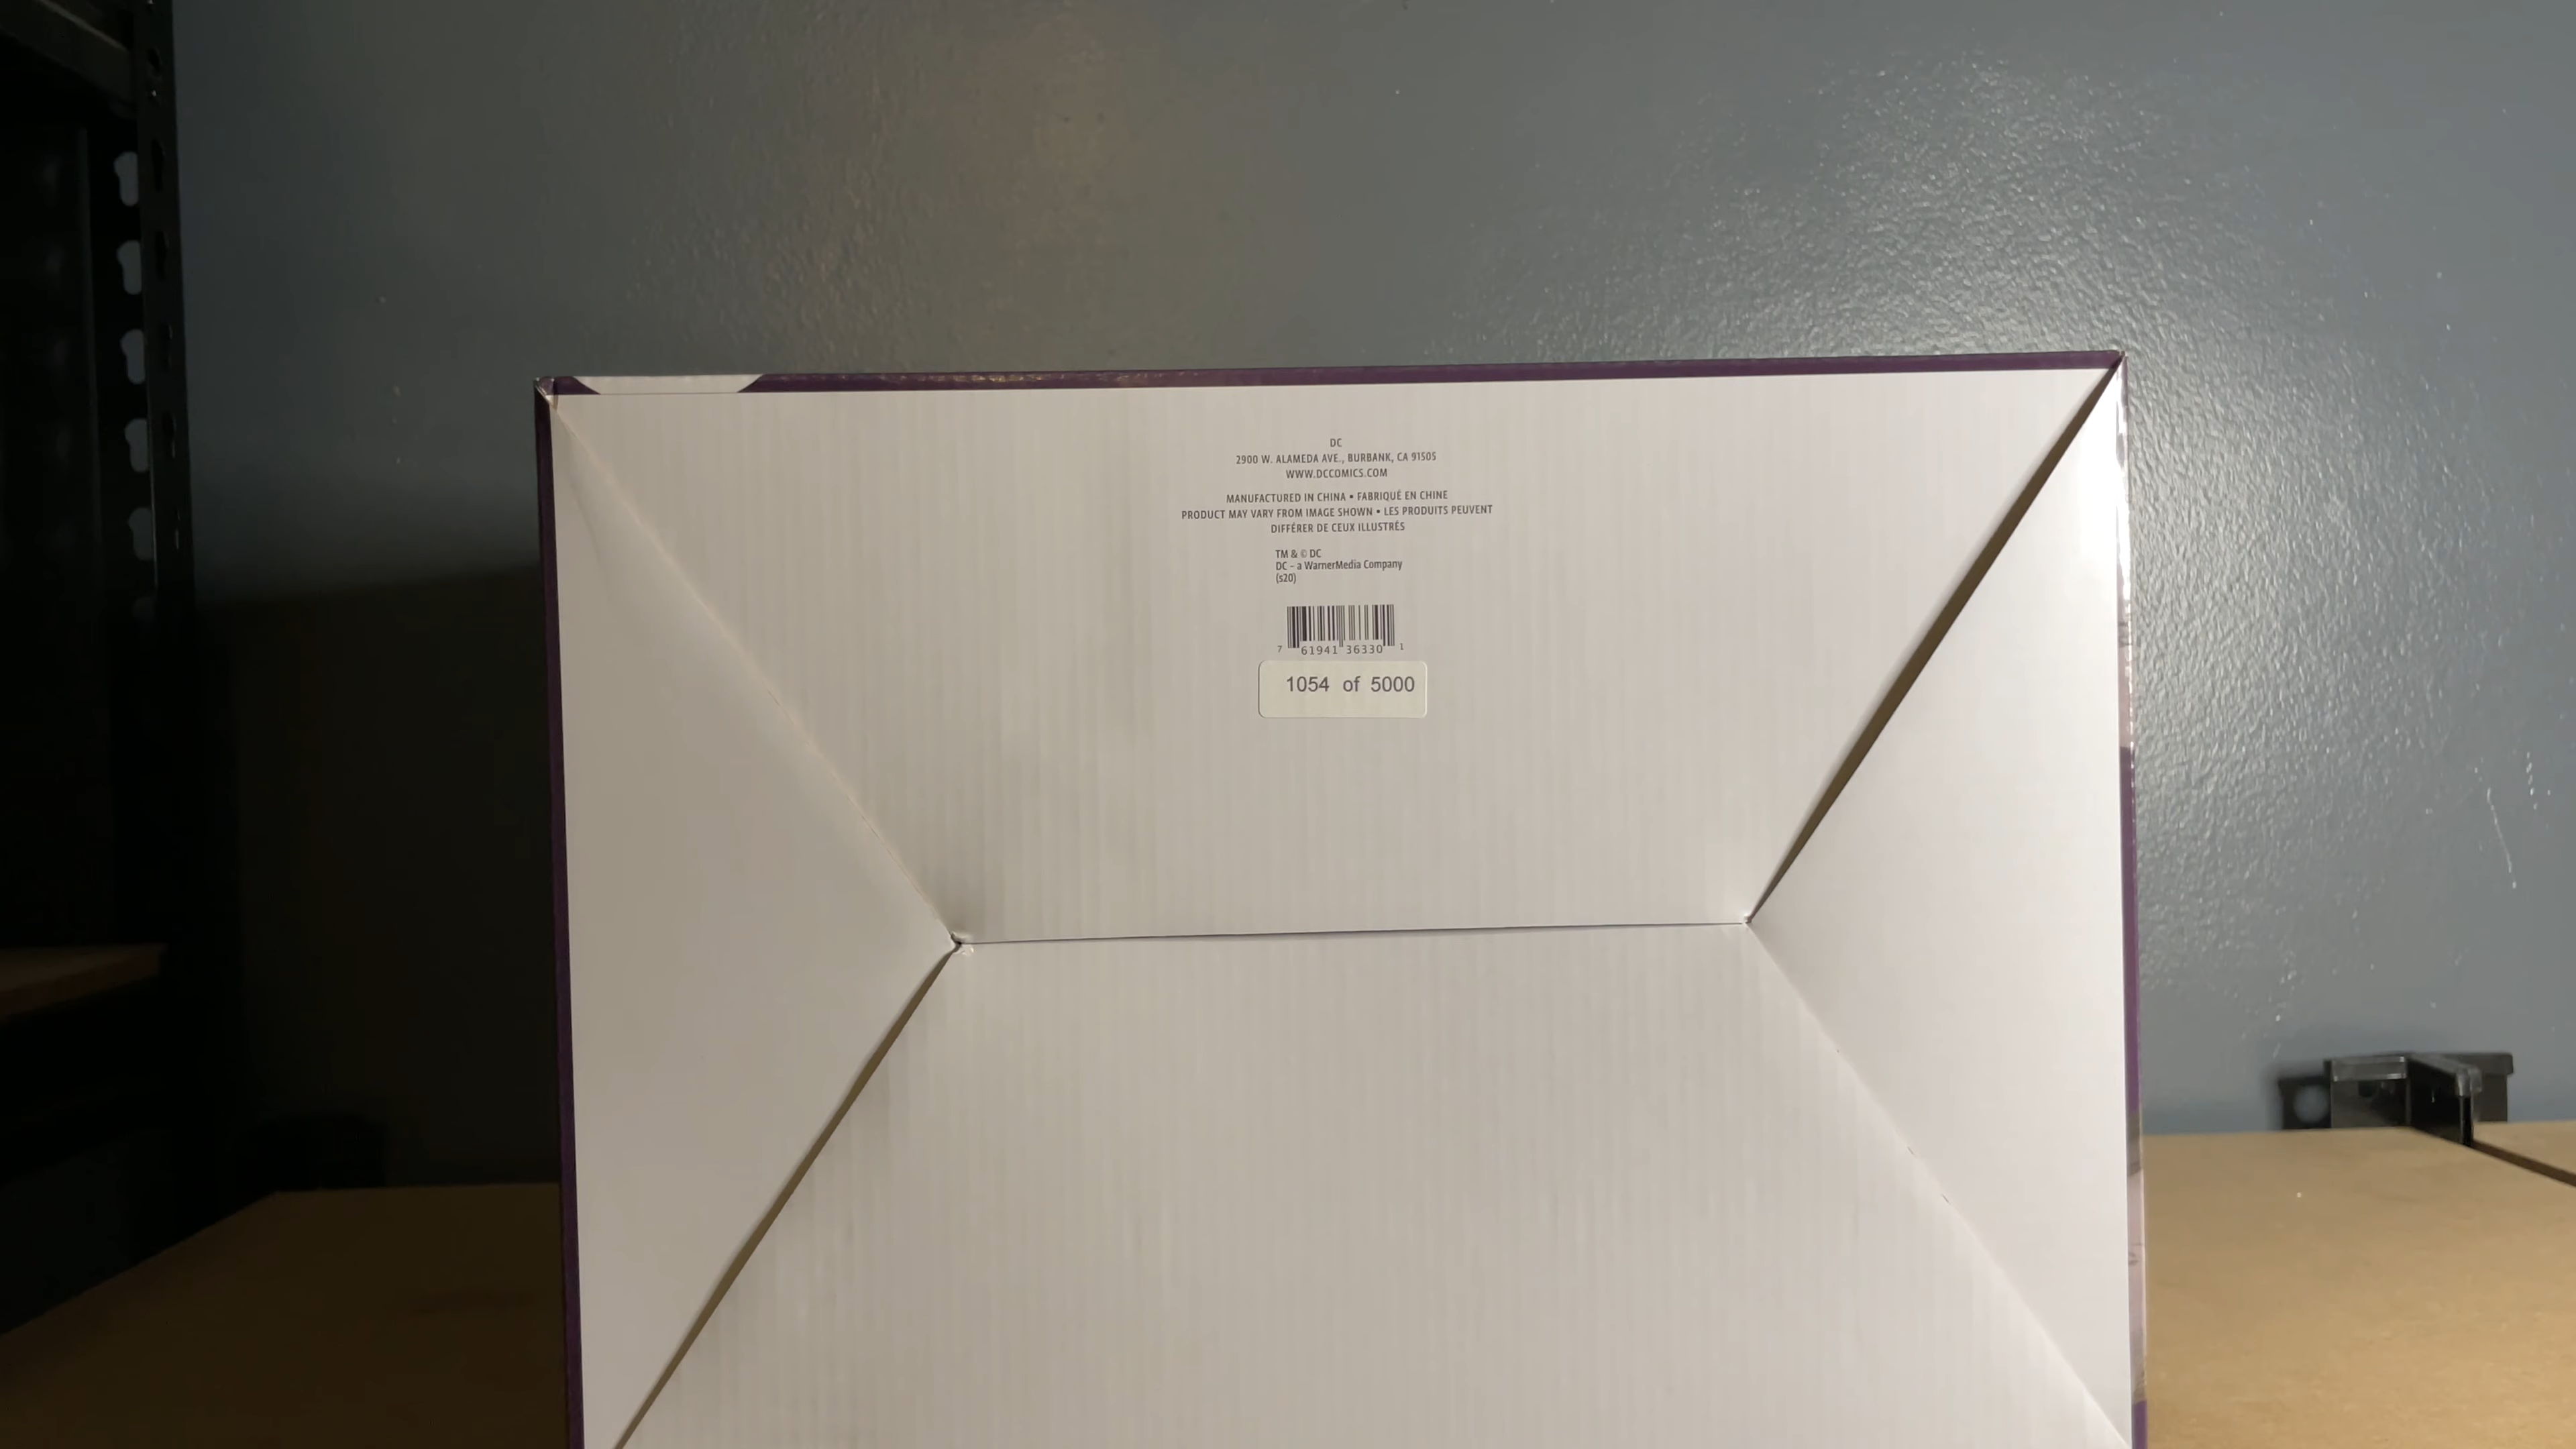 DC
2900 W. ALAMEDA AVE., BURBANK, CA 91505
WWW.DCCOMICS.COM
MANUFACTURED IN CHINA • FABRIQUÉ EN CHINE
PRODUCT MAY VARY FROM IMAGE SHOWN • LES PRODUITS PEUVENT
DIFFÉRER DE CEUX ILLUSTRÉS
TM & © DC
DC – a WarnerMedia Company
(s20)
7 61941 36330 1
1054 of 5000